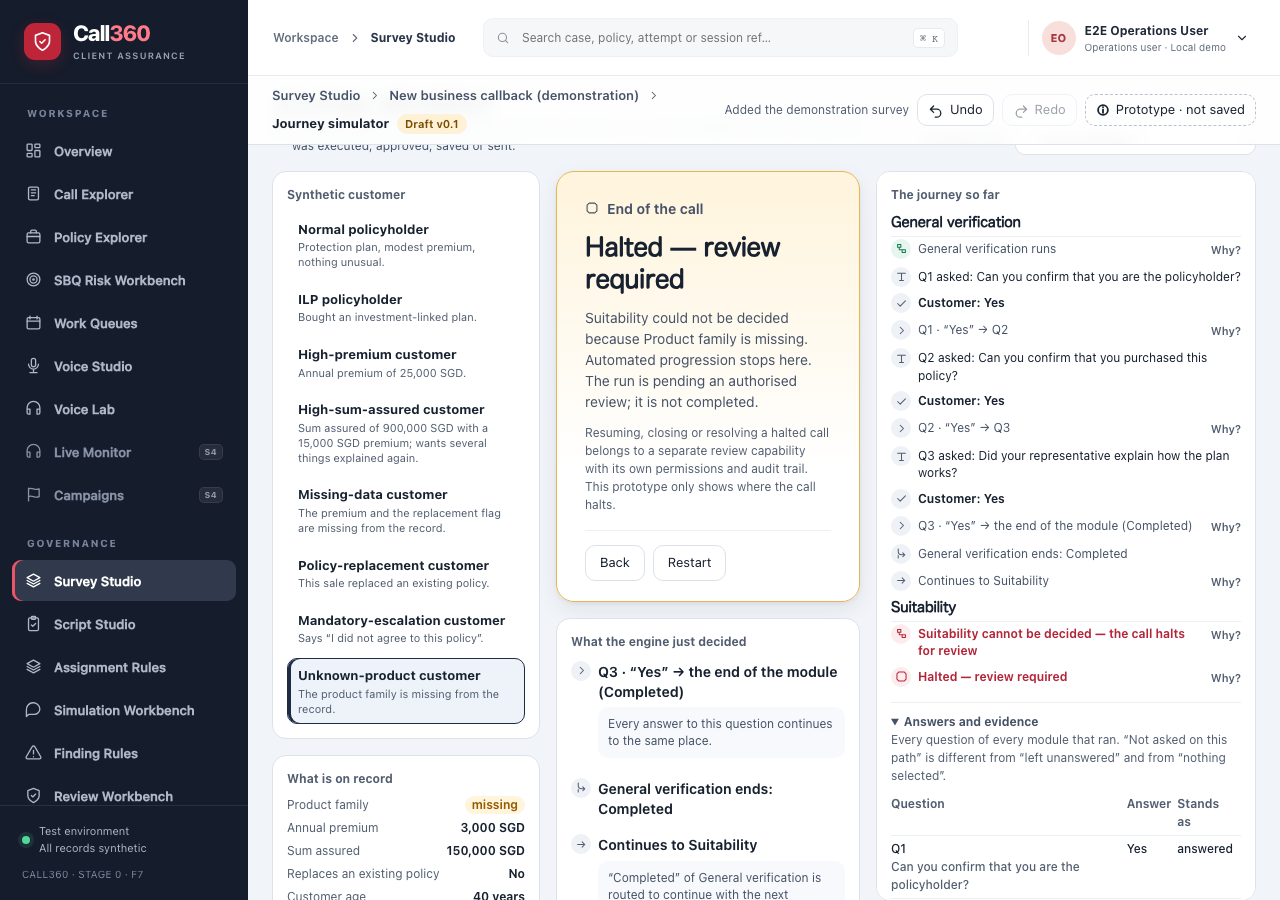 Call360
CLIENT ASSURANCE
WORKSPACE
Overview
Call Explorer
Policy Explorer
SBQ Risk Workbench
Work Queues
Voice Studio
Voice Lab
Live Monitor S4
Campaigns S4
GOVERNANCE
Survey Studio
Script Studio
Assignment Rules
Simulation Workbench
Finding Rules
Review Workbench
Test environment
All records synthetic
CALL360 · STAGE 0 · F7
Workspace > Survey Studio
Search case, policy, attempt or session ref... ⌘ K
EO
E2E Operations User
Operations user · Local demo
Survey Studio > New business callback (demonstration) >
Journey simulator Draft v0.1
Added the demonstration survey
Undo
Redo
Prototype · not saved
was executed, approved, saved or sent.
Synthetic customer
Normal policyholder
Protection plan, modest premium,
nothing unusual.
ILP policyholder
Bought an investment-linked plan.
High-premium customer
Annual premium of 25,000 SGD.
High-sum-assured customer
Sum assured of 900,000 SGD with a
15,000 SGD premium; wants several
things explained again.
Missing-data customer
The premium and the replacement flag
are missing from the record.
Policy-replacement customer
This sale replaced an existing policy.
Mandatory-escalation customer
Says “I did not agree to this policy”.
Unknown-product customer
The product family is missing from the
record.
What is on record
Product family missing
Annual premium 3,000 SGD
Sum assured 150,000 SGD
Replaces an existing policy No
Customer age 40 years
End of the call
Halted — review
required
Suitability could not be decided
because Product family is missing.
Automated progression stops here.
The run is pending an authorised
review; it is not completed.
Resuming, closing or resolving a halted call
belongs to a separate review capability
with its own permissions and audit trail.
This prototype only shows where the call
halts.
Back
Restart
What the engine just decided
Q3 · “Yes” → the end of the module
(Completed)
Every answer to this question continues
to the same place.
General verification ends:
Completed
Continues to Suitability
“Completed” of General verification is
routed to continue with the next
The journey so far
General verification
General verification runs Why?
Q1 asked: Can you confirm that you are the policyholder?
Customer: Yes
Q1 · “Yes” → Q2 Why?
Q2 asked: Can you confirm that you purchased this
policy?
Customer: Yes
Q2 · “Yes” → Q3 Why?
Q3 asked: Did your representative explain how the plan
works?
Customer: Yes
Q3 · “Yes” → the end of the module (Completed) Why?
General verification ends: Completed
Continues to Suitability Why?
Suitability
Suitability cannot be decided — the call halts Why?
for review
Halted — review required Why?
▼ Answers and evidence
Every question of every module that ran. “Not asked on this
path” is different from “left unanswered” and from “nothing
selected”.
Question Answer Stands
as
Q1 Yes answered
Can you confirm that you are the
policyholder?